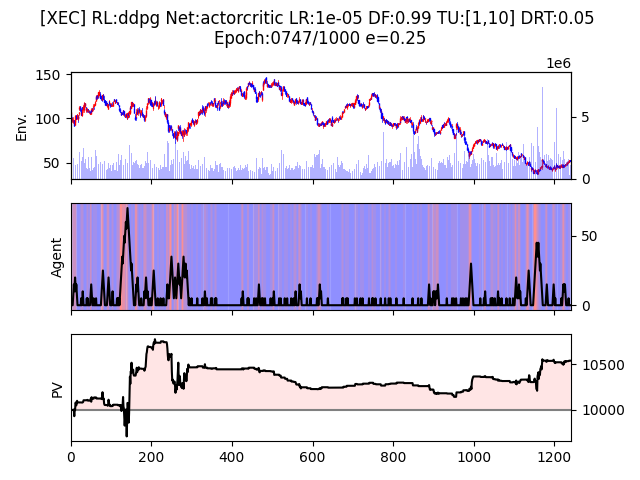 [XEC] RL:ddpg Net:actorcritic LR:1e-05 DF:0.99 TU:[1,10] DRT:0.05
Epoch:0747/1000 e=0.25
1e6
150
100
50
Env.
5
0
Agent
50
0
PV
10500
10000
0
200
400
600
800
1000
1200